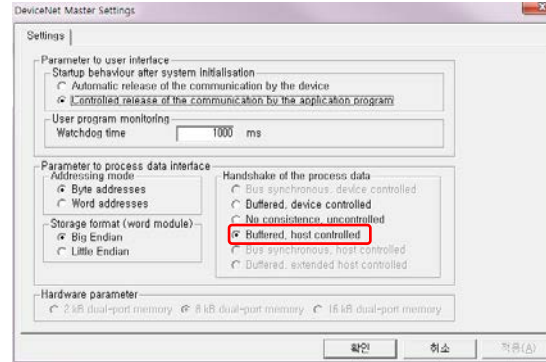 DeviceNet Master Settings
Settings
Parameter to user interface
Startup behaviour after system initialisation
Automatic release of the communication by the device
Controlled release of the communication by the application program
User program monitoring
Watchdog time 1000 ms
Parameter to process data interface
Addressing mode
Byte addresses
Word addresses
Storage format (word module)
Big Endian
Little Endian
Handshake of the process data
Bus synchronous, device controlled
Buffered, device controlled
No consistence, uncontrolled
Buffered, host controlled
Bus synchronous, host controlled
Buffered, extended host controlled
Hardware parameter
2 kB dual-port memory 8 kB dual-port memory 16 kB dual-port memory
확인 취소 적용(A)